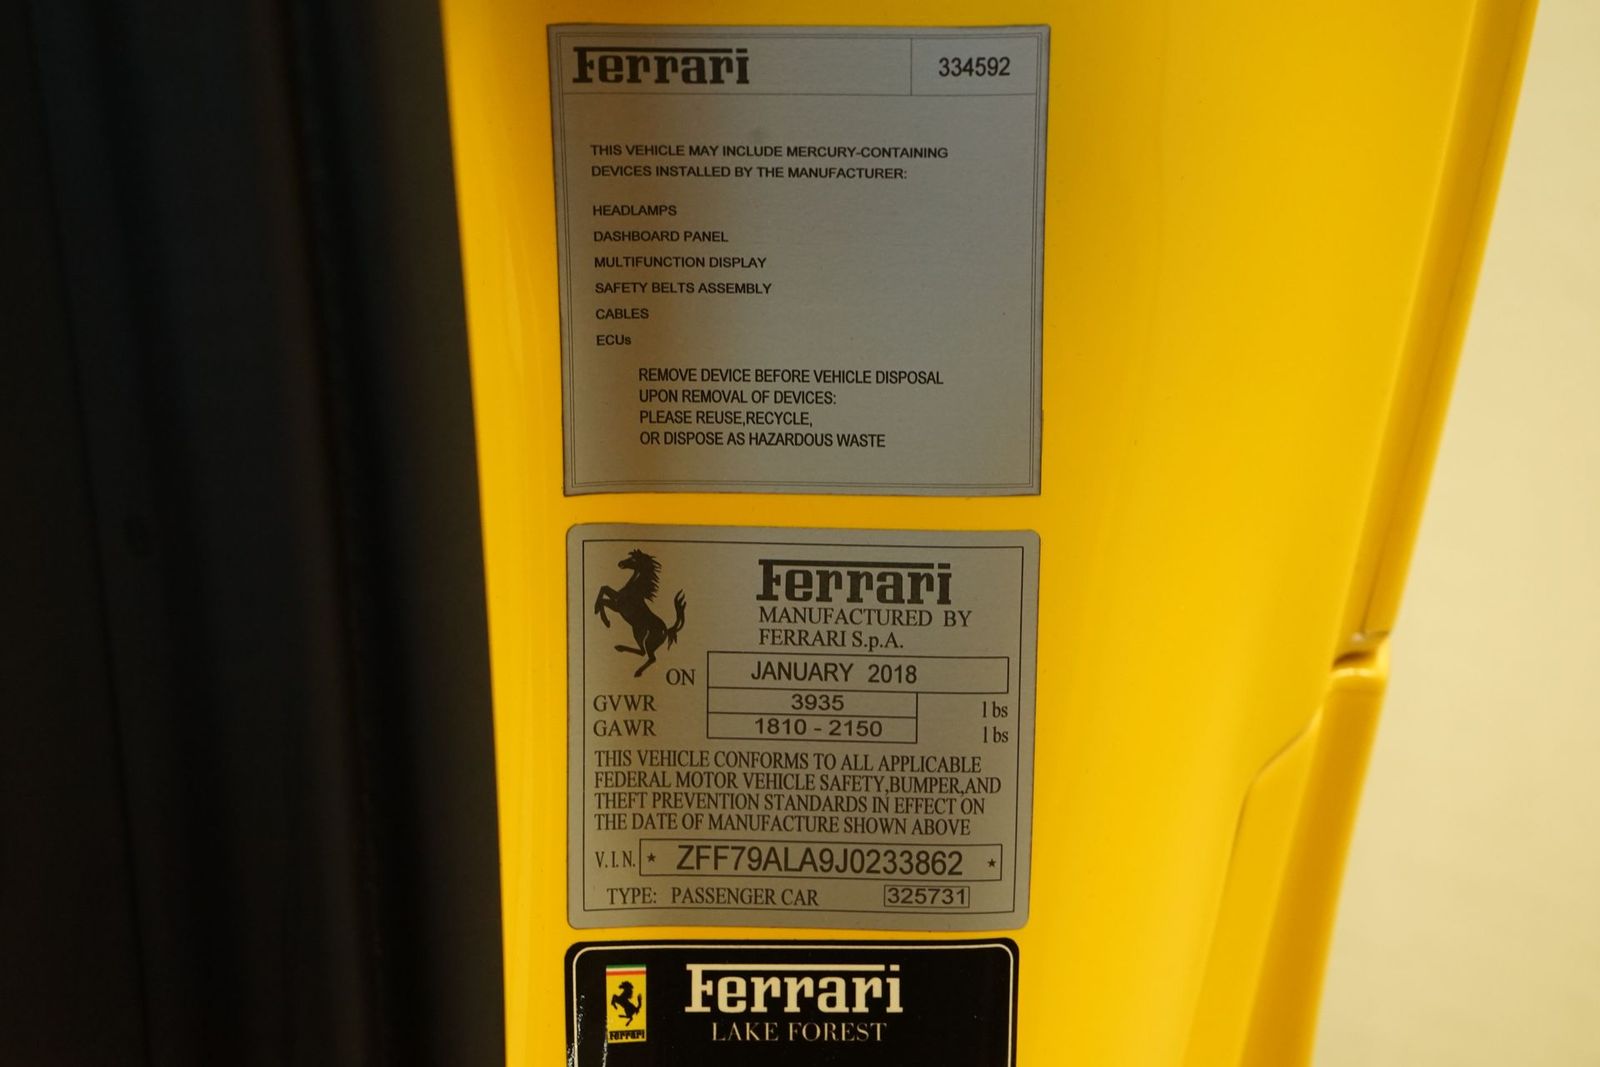 Ferrari 334592
THIS VEHICLE MAY INCLUDE MERCURY-CONTAINING
DEVICES INSTALLED BY THE MANUFACTURER:
HEADLAMPS
DASHBOARD PANEL
MULTIFUNCTION DISPLAY
SAFETY BELTS ASSEMBLY
CABLES
ECUs
REMOVE DEVICE BEFORE VEHICLE DISPOSAL
UPON REMOVAL OF DEVICES:
PLEASE REUSE,RECYCLE,
OR DISPOSE AS HAZARDOUS WASTE
Ferrari
MANUFACTURED BY
FERRARI S.p.A.
ON JANUARY 2018
GVWR 3935 lbs
GAWR 1810 - 2150 lbs
THIS VEHICLE CONFORMS TO ALL APPLICABLE
FEDERAL MOTOR VEHICLE SAFETY,BUMPER,AND
THEFT PREVENTION STANDARDS IN EFFECT ON
THE DATE OF MANUFACTURE SHOWN ABOVE
V.I.N. * ZFF79ALA9J0233862 *
TYPE: PASSENGER CAR 325731
Ferrari
Ferrari
LAKE FOREST